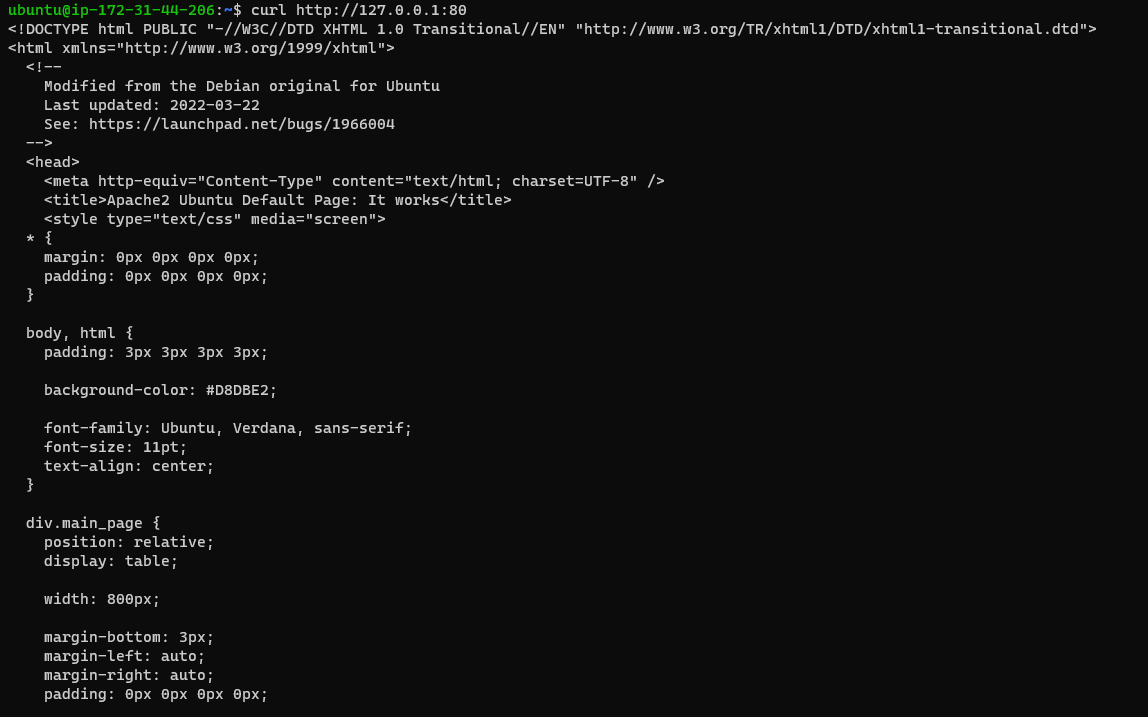 ubuntu@ip-172-31-44-206:~$ curl http://127.0.0.1:80
<!DOCTYPE html PUBLIC "-//W3C//DTD XHTML 1.0 Transitional//EN" "http://www.w3.org/TR/xhtml1/DTD/xhtml1-transitional.dtd">
<html xmlns="http://www.w3.org/1999/xhtml">
  <!--
    Modified from the Debian original for Ubuntu
    Last updated: 2022-03-22
    See: https://launchpad.net/bugs/1966004
  -->
  <head>
    <meta http-equiv="Content-Type" content="text/html; charset=UTF-8" />
    <title>Apache2 Ubuntu Default Page: It works</title>
    <style type="text/css" media="screen">
  * {
    margin: 0px 0px 0px 0px;
    padding: 0px 0px 0px 0px;
  }

  body, html {
    padding: 3px 3px 3px 3px;

    background-color: #D8DBE2;

    font-family: Ubuntu, Verdana, sans-serif;
    font-size: 11pt;
    text-align: center;
  }

  div.main_page {
    position: relative;
    display: table;

    width: 800px;

    margin-bottom: 3px;
    margin-left: auto;
    margin-right: auto;
    padding: 0px 0px 0px 0px;